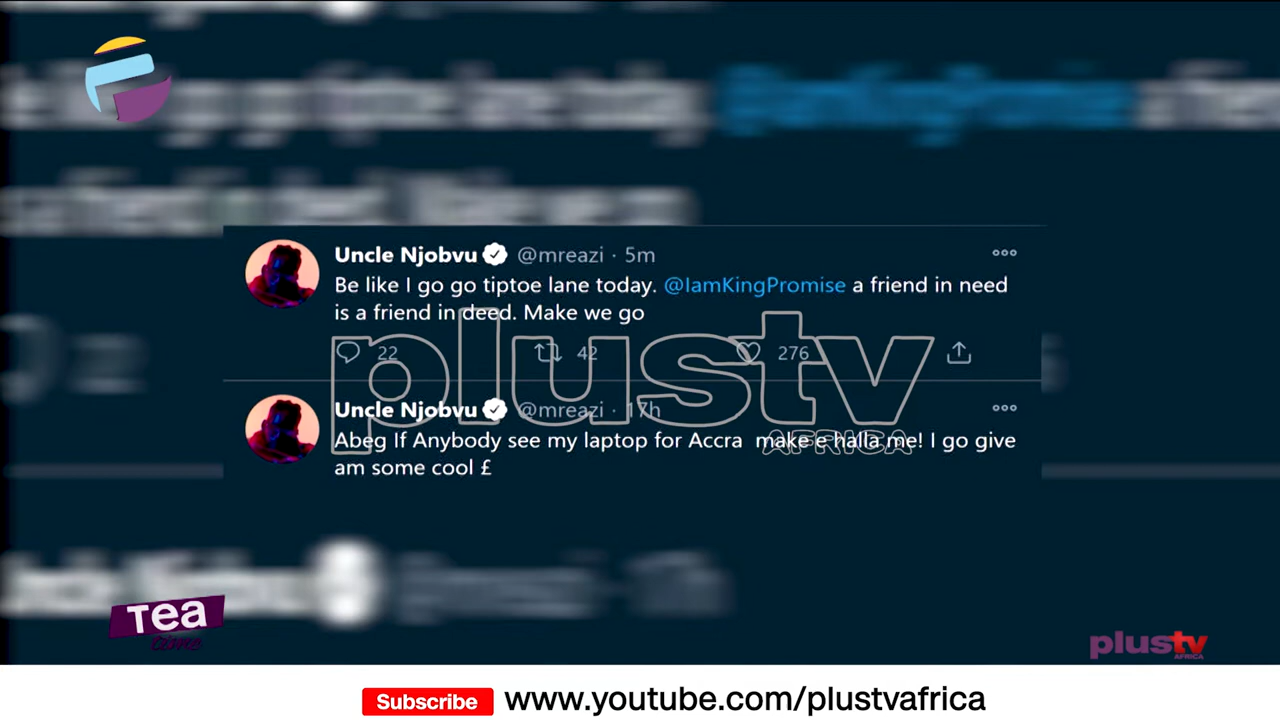 Uncle Njobvu @mreazi · 5m
Be like I go go tiptoe lane today. @IamKingPromise a friend in need
is a friend in deed. Make we go
22 42 276
plustv
AFRICA
Uncle Njobvu @mreazi · 17h
Abeg If Anybody see my laptop for Accra make e halla me! I go give
am some cool £
Tea
time
plustv
AFRICA
Subscribe www.youtube.com/plustvafrica